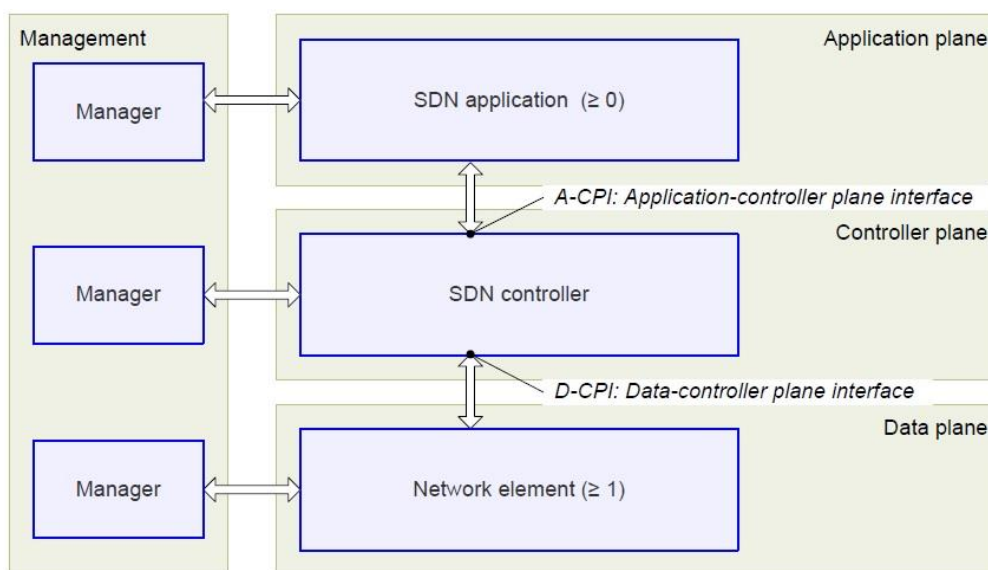 Management
Application plane
Manager
SDN application (≥ 0)
A-CPI: Application-controller plane interface
Controller plane
Manager
SDN controller
D-CPI: Data-controller plane interface
Data plane
Manager
Network element (≥ 1)